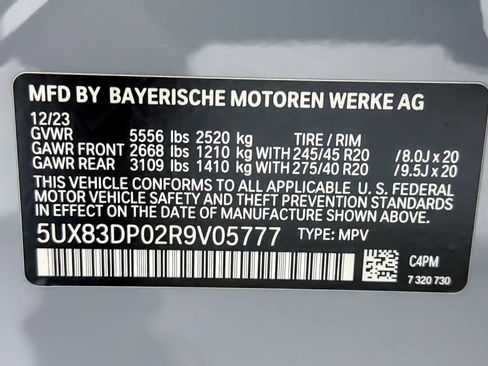 MFD BY BAYERISCHE MOTOREN WERKE AG
12/23
GVWR 5556 lbs 2520 kg TIRE / RIM
GAWR FRONT 2668 lbs 1210 kg WITH 245/45 R20 /8.0J x 20
GAWR REAR 3109 lbs 1410 kg WITH 275/40 R20 /9.5J x 20
THIS VEHICLE CONFORMS TO ALL APPLICABLE U. S. FEDERAL
MOTOR VEHICLE SAFETY AND THEFT PREVENTION STANDARDS
IN EFFECT ON THE DATE OF MANUFACTURE SHOWN ABOVE.
5UX83DP02R9V05777 TYPE: MPV
C4PM
7 320 730